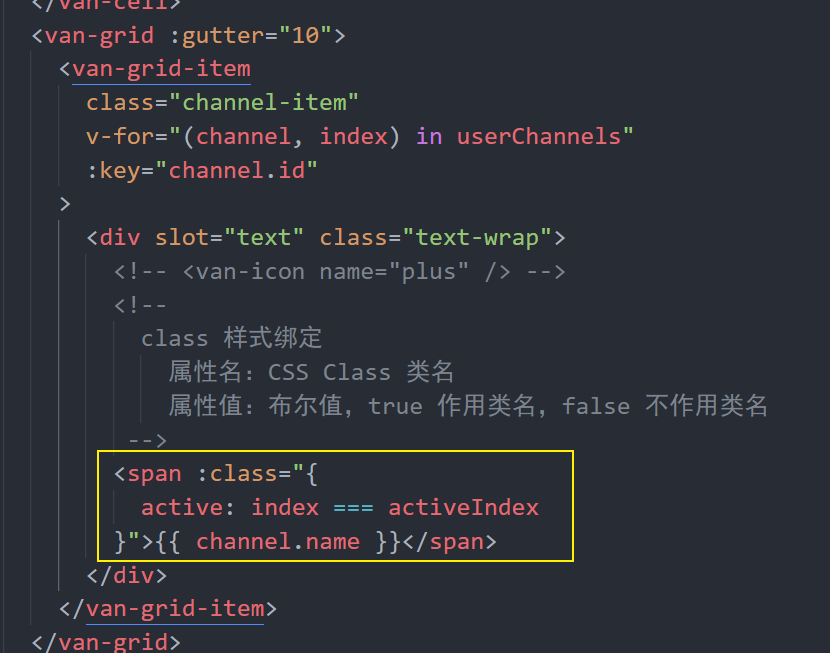 </van-cell>
<van-grid :gutter="10">
<van-grid-item
class="channel-item"
v-for="(channel, index) in userChannels"
:key="channel.id"
>
<div slot="text" class="text-wrap">
<!-- <van-icon name="plus" /> -->
<!--
class 样式绑定
属性名：CSS Class 类名
属性值：布尔值，true 作用类名，false 不作用类名
-->
<span :class="{
active: index === activeIndex
}">{{ channel.name }}</span>
</div>
</van-grid-item>
</van-grid>